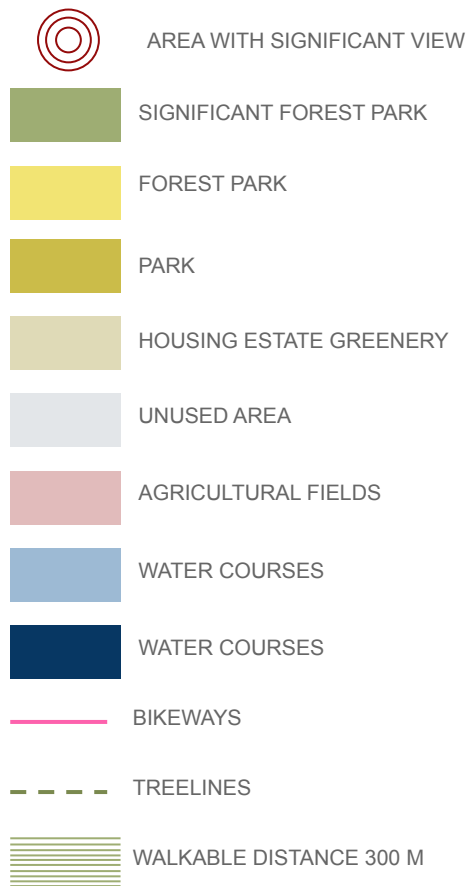 AREA WITH SIGNIFICANT VIEW
SIGNIFICANT FOREST PARK
FOREST PARK
PARK
HOUSING ESTATE GREENERY
UNUSED AREA
AGRICULTURAL FIELDS
WATER COURSES
WATER COURSES
BIKEWAYS
TREELINES
WALKABLE DISTANCE 300 M